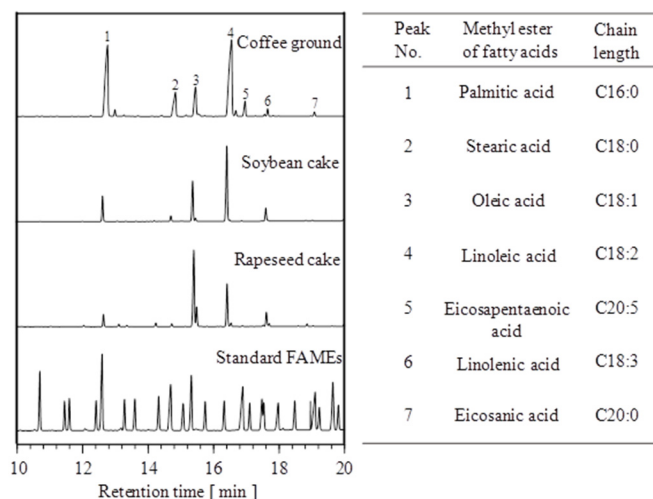 1
4
Coffee ground
2
3
5
6
7
Soybean cake
Rapeseed cake
Standard FAMEs
10 12 14 16 18 20
Retention time [ min ]
Peak Methyl ester Chain
No. of fatty acids length
1 Palmitic acid C16:0
2 Stearic acid C18:0
3 Oleic acid C18:1
4 Linoleic acid C18:2
5 Eicosapentaenoic C20:5
acid
6 Linolenic acid C18:3
7 Eicosanic acid C20:0